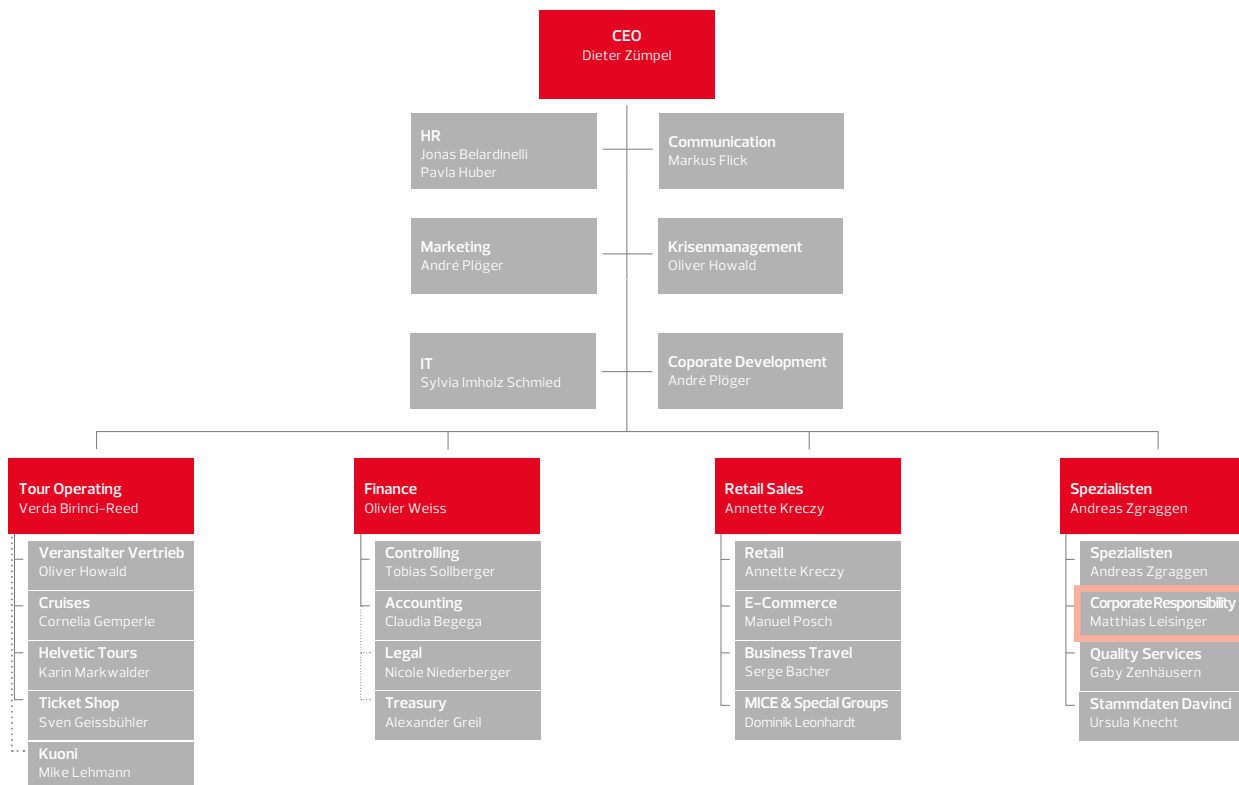 CEO
Dieter Zümpel
HR
Jonas Belardinelli
Pavla Huber
Communication
Markus Flick
Marketing
André Plöger
Krisenmanagement
Oliver Howald
IT
Sylvia Imholz Schmied
Coporate Development
André Plöger
Tour Operating
Verda Birinci-Reed
Veranstalter Vertrieb
Oliver Howald
Cruises
Cornelia Gemperle
Helvetic Tours
Karin Markwalder
Ticket Shop
Sven Geissbühler
Kuoni
Mike Lehmann
Finance
Olivier Weiss
Controlling
Tobias Sollberger
Accounting
Claudia Begega
Legal
Nicole Niederberger
Treasury
Alexander Greil
Retail Sales
Annette Kreczy
Retail
Annette Kreczy
E-Commerce
Manuel Posch
Business Travel
Serge Bacher
MICE & Special Groups
Dominik Leonhardt
Spezialisten
Andreas Zgraggen
Spezialisten
Andreas Zgraggen
Corporate Responsibility
Matthias Leisinger
Quality Services
Gaby Zenhäusern
Stammdaten Davinci
Ursula Knecht